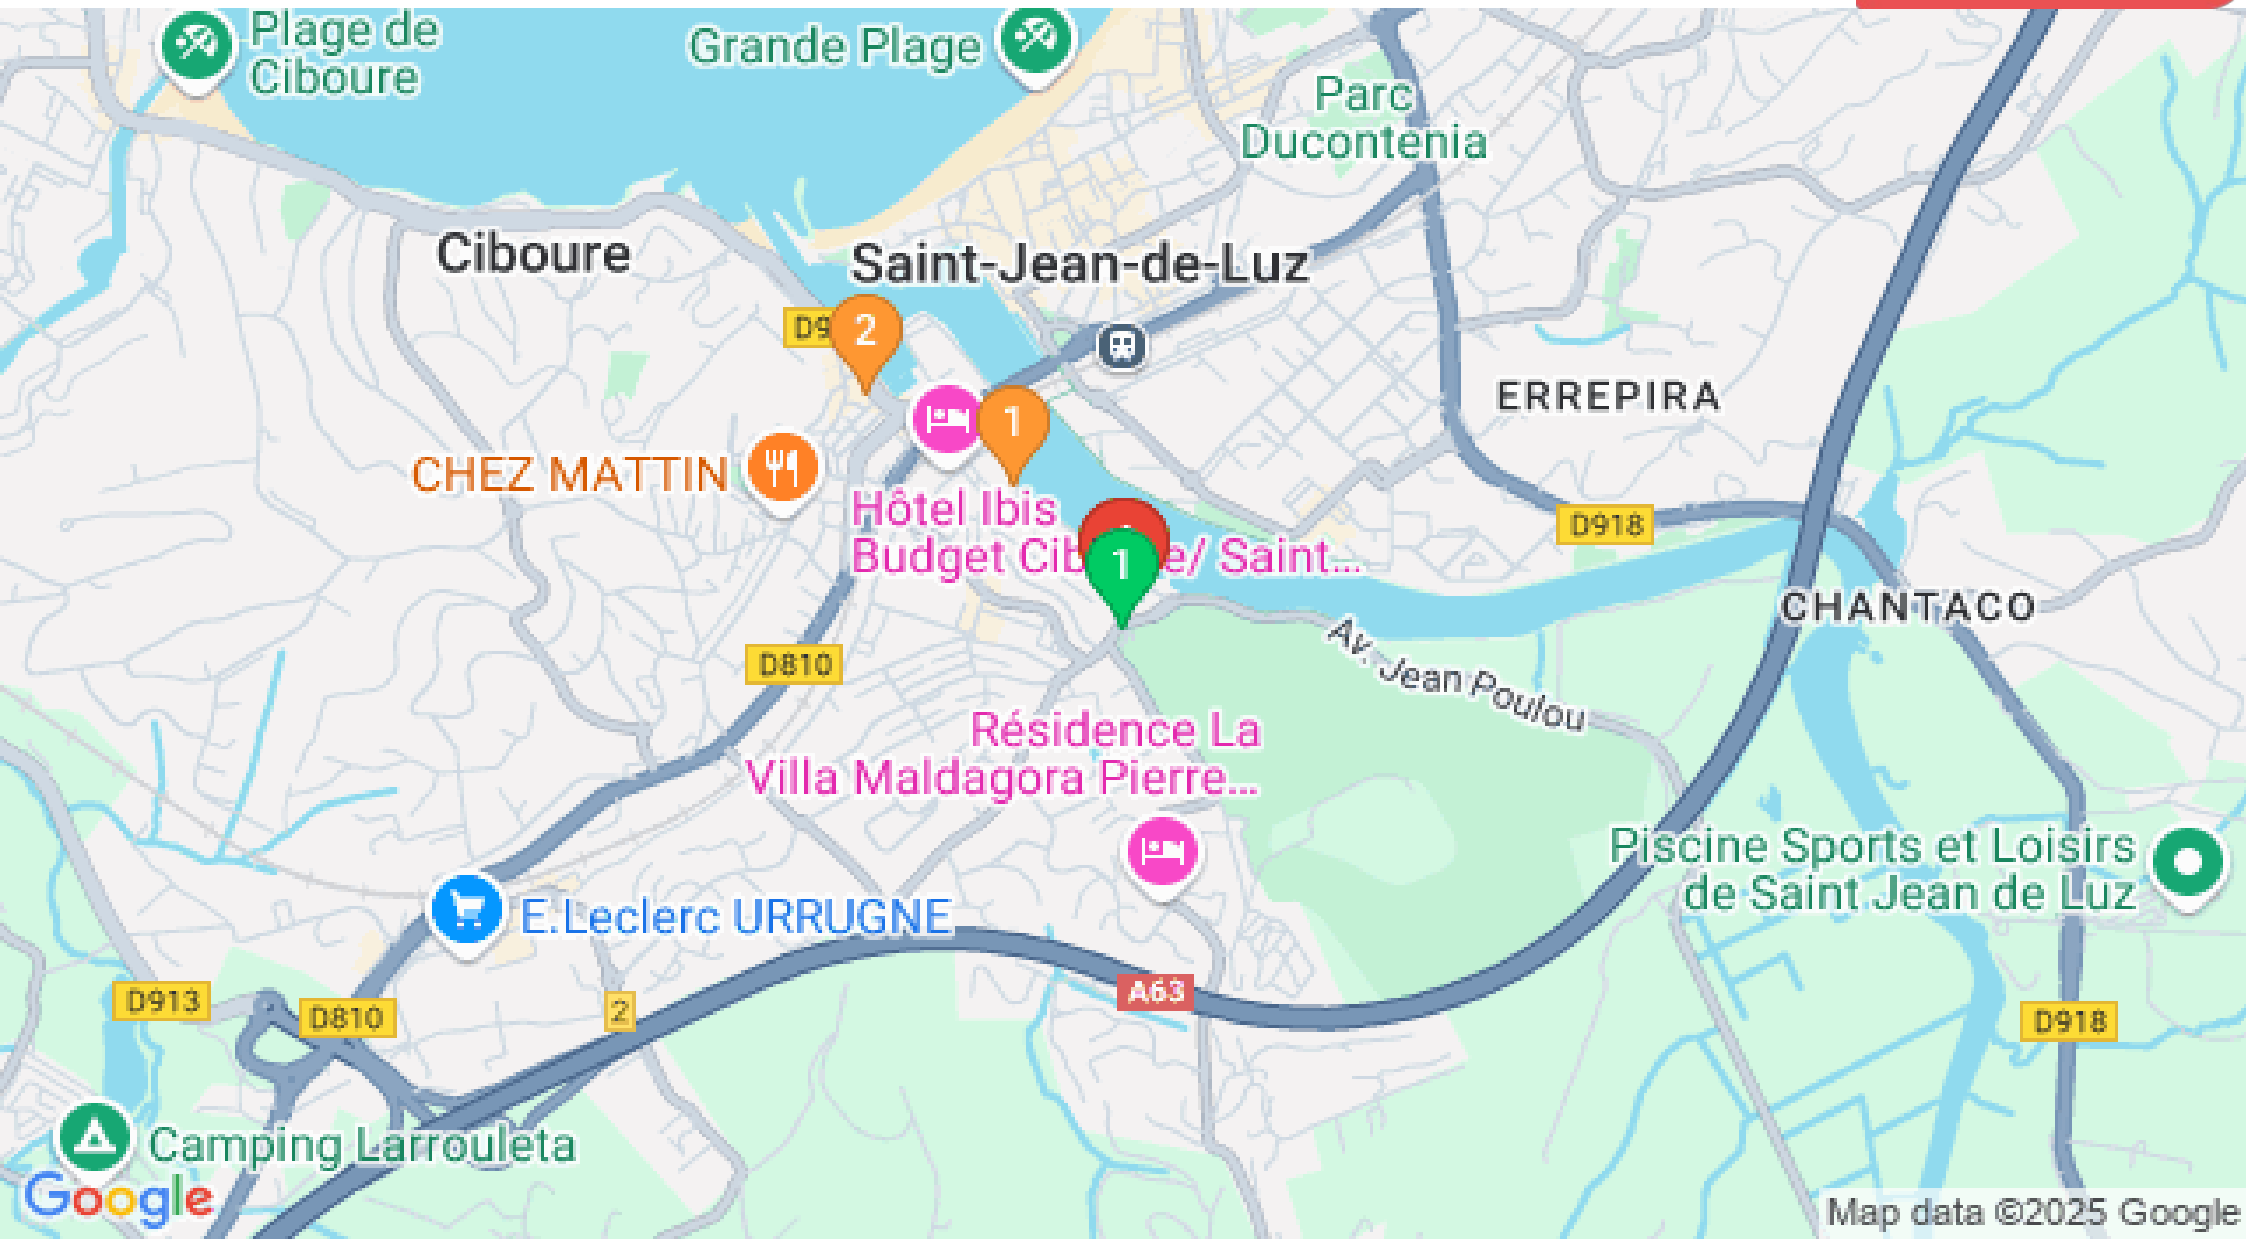 Plage de
Ciboure
Grande Plage
Parc
Ducontenia
Ciboure
Saint-Jean-de-Luz
D9
2
1
ERREPIRA
CHEZ MATTIN
Hôtel Ibis
Budget Cib e/ Saint...
1
D918
CHANTACO
Av. Jean Poulou
D810
Résidence La
Villa Maldagora Pierre...
Piscine Sports et Loisirs
de Saint Jean de Luz
E.Leclerc URRUGNE
A63
D913
D810
2
D918
Camping Larrouleta
Google
Map data ©2025 Google